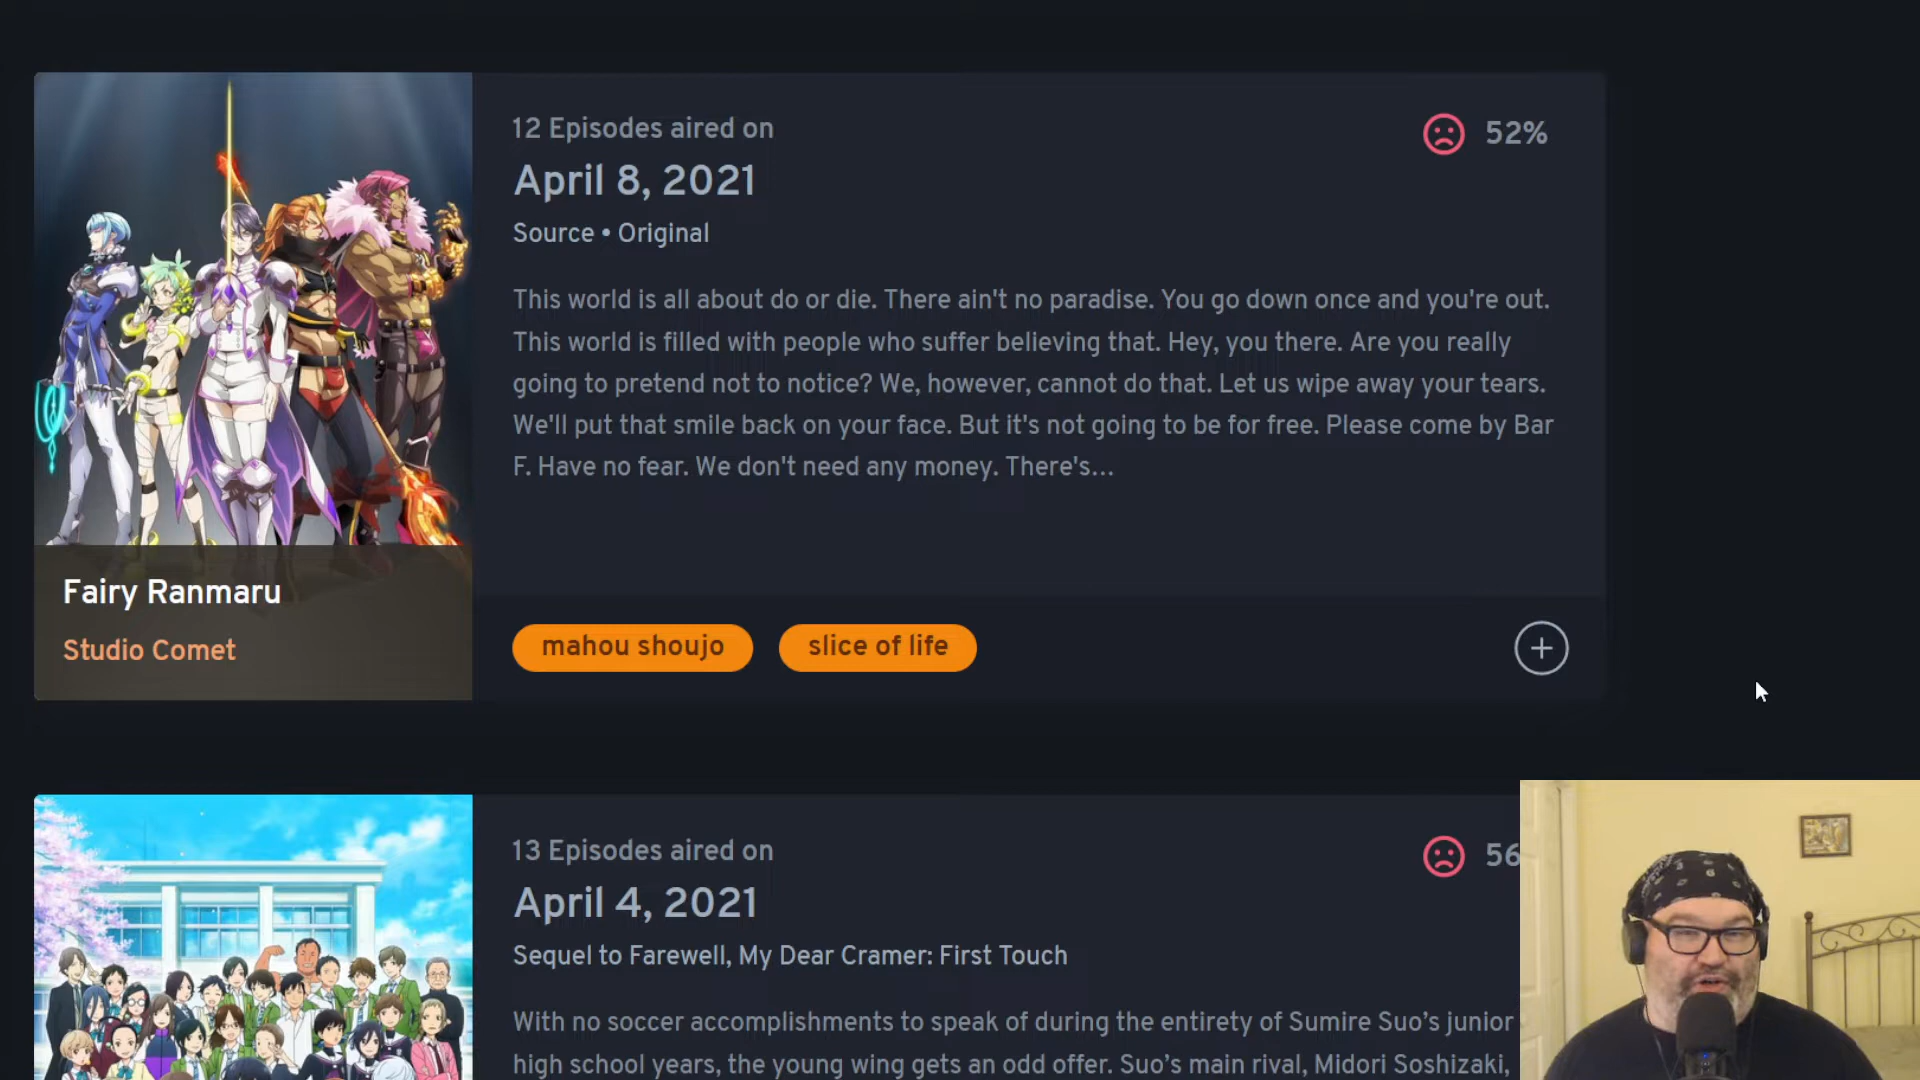 12 Episodes aired on
52%
April 8, 2021
Source • Original
This world is all about do or die. There ain't no paradise. You go down once and you're out.
This world is filled with people who suffer believing that. Hey, you there. Are you really
going to pretend not to notice? We, however, cannot do that. Let us wipe away your tears.
We'll put that smile back on your face. But it's not going to be for free. Please come by Bar
F. Have no fear. We don't need any money. There's...
Fairy Ranmaru
Studio Comet
mahou shoujo
slice of life
13 Episodes aired on
56
April 4, 2021
Sequel to Farewell, My Dear Cramer: First Touch
With no soccer accomplishments to speak of during the entirety of Sumire Suo’s junior
high school years, the young wing gets an odd offer. Suo’s main rival, Midori Soshizaki,